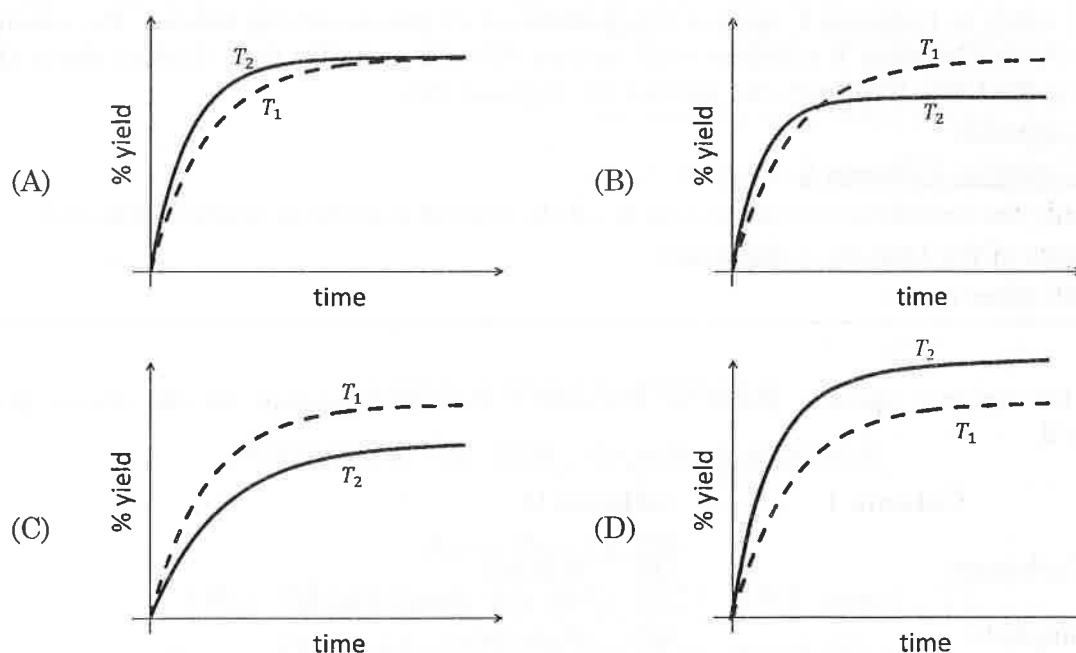 T₂
T₁
% yield
(A)
time
T₁
T₂
% yield
(B)
time
T₁
T₂
% yield
(C)
time
T₂
T₁
% yield
(D)
time